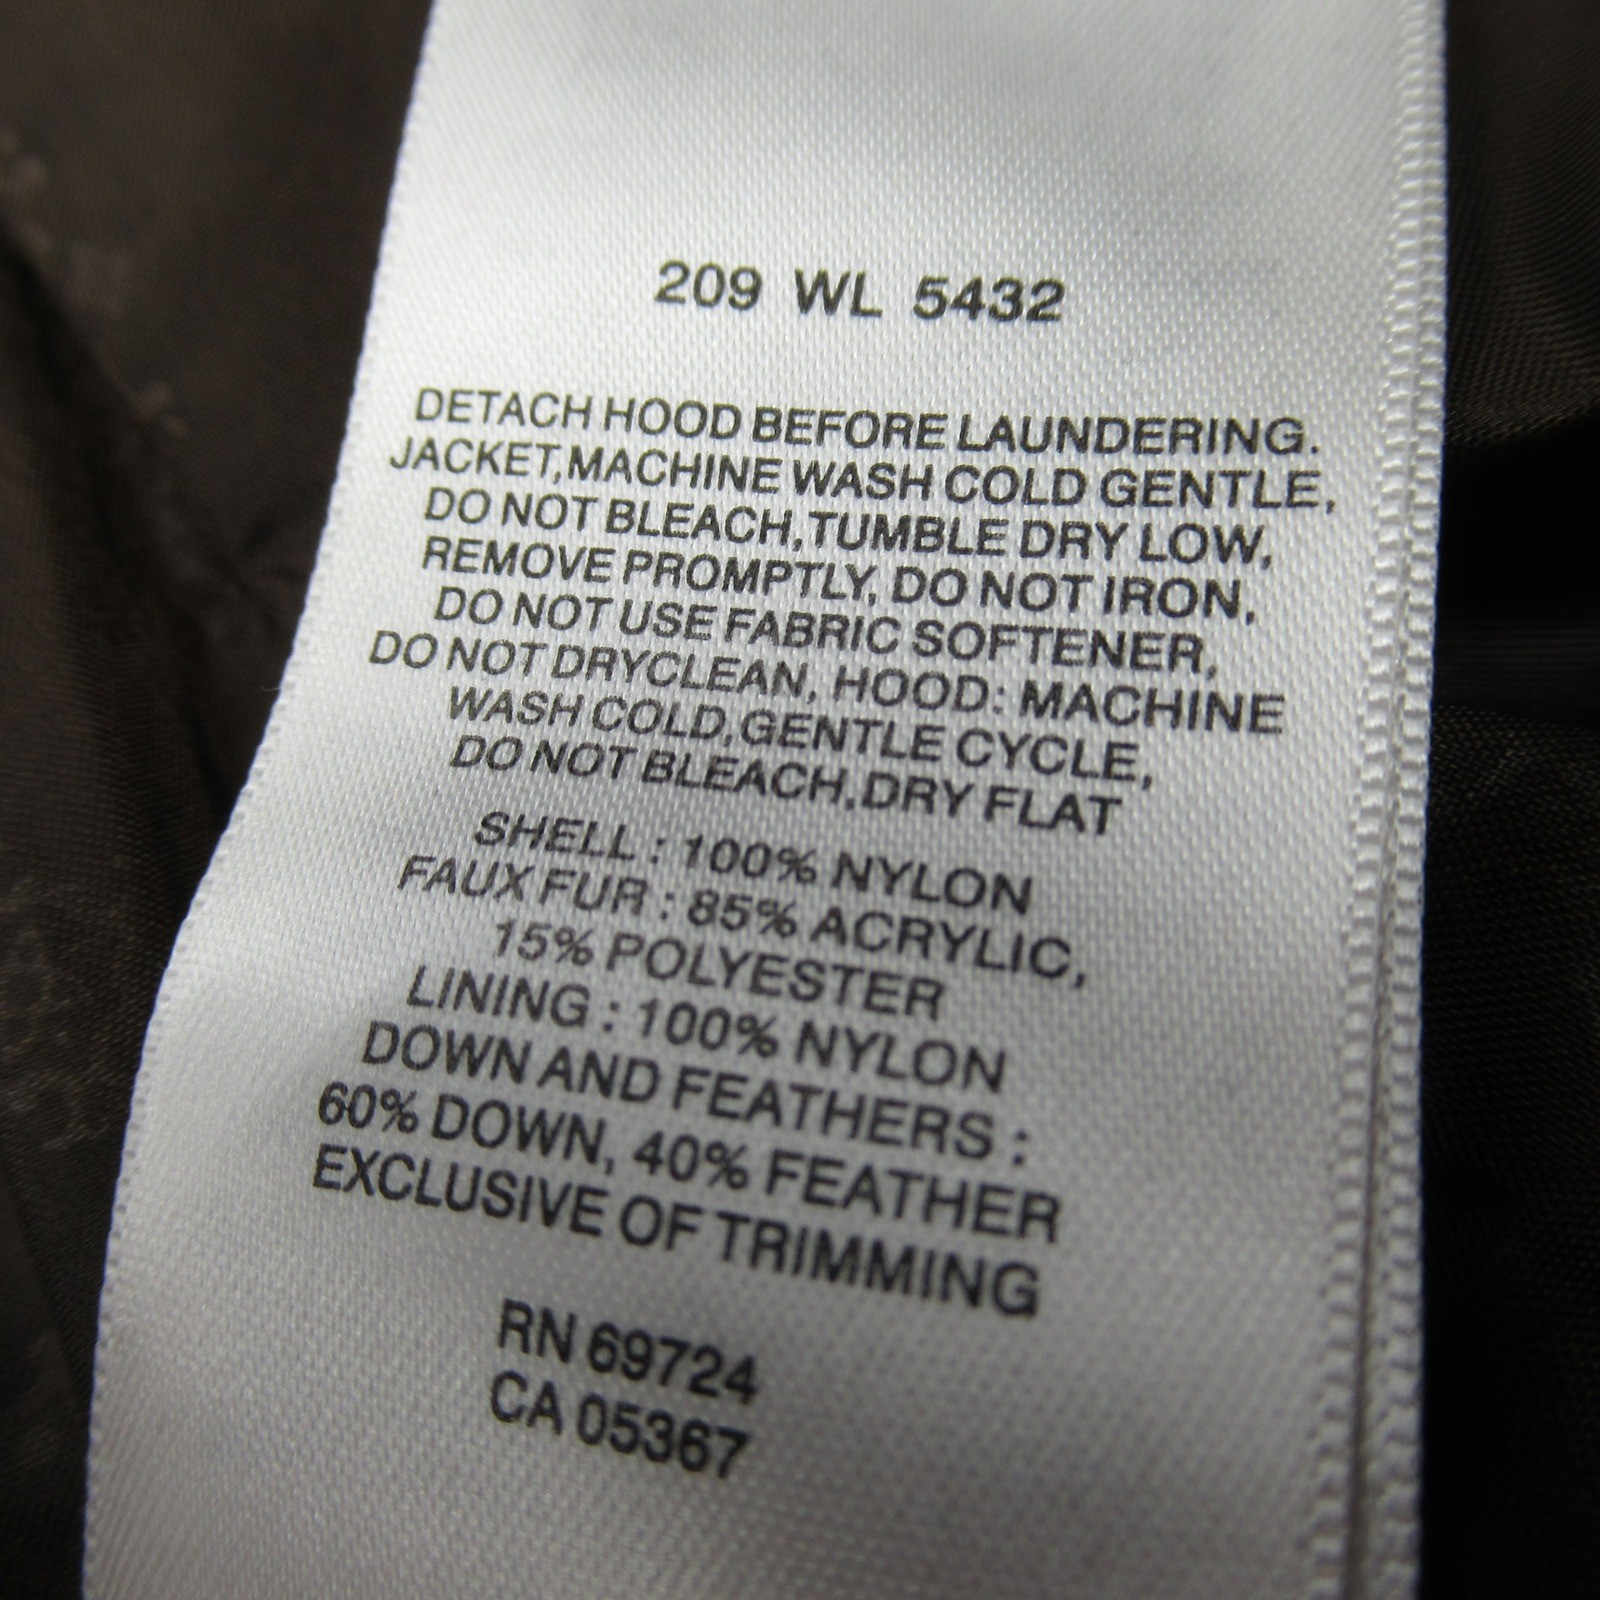 209 WL 5432
DETACH HOOD BEFORE LAUNDERING.
JACKET,MACHINE WASH COLD GENTLE,
DO NOT BLEACH,TUMBLE DRY LOW,
REMOVE PROMPTLY, DO NOT IRON,
DO NOT USE FABRIC SOFTENER,
DO NOT DRYCLEAN, HOOD: MACHINE
WASH COLD,GENTLE CYCLE,
DO NOT BLEACH,DRY FLAT
SHELL : 100% NYLON
FAUX FUR : 85% ACRYLIC,
15% POLYESTER
LINING : 100% NYLON
DOWN AND FEATHERS :
60% DOWN, 40% FEATHER
EXCLUSIVE OF TRIMMING
RN 69724
CA 05367